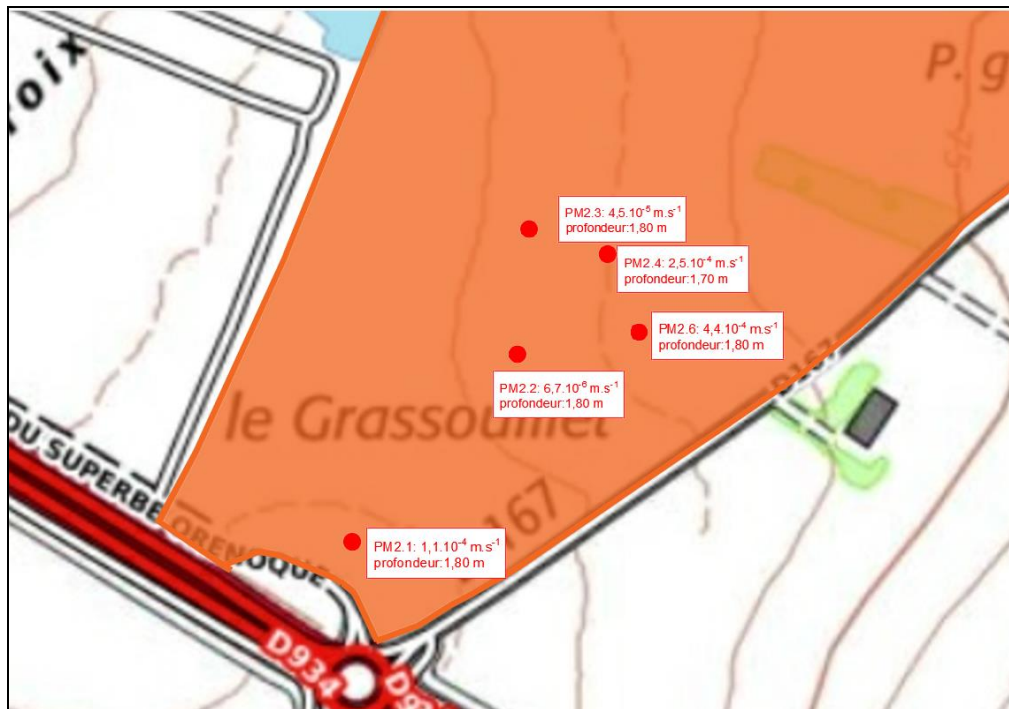 roix
P. g
75
PM2.3: 4,5.10⁻⁵ m.s⁻¹
profondeur:1,80 m
PM2.4: 2,5.10⁻⁴ m.s⁻¹
profondeur:1,70 m
PM2.6: 4,4.10⁻⁴ m.s⁻¹
profondeur:1,80 m
D167
PM2.2: 6,7.10⁻⁶ m.s⁻¹
profondeur:1,80 m
le Grassouillet
DU SUPERBE ORENOQUE
167
PM2.1: 1,1.10⁻⁴ m.s⁻¹
profondeur:1,80 m
D934
D9